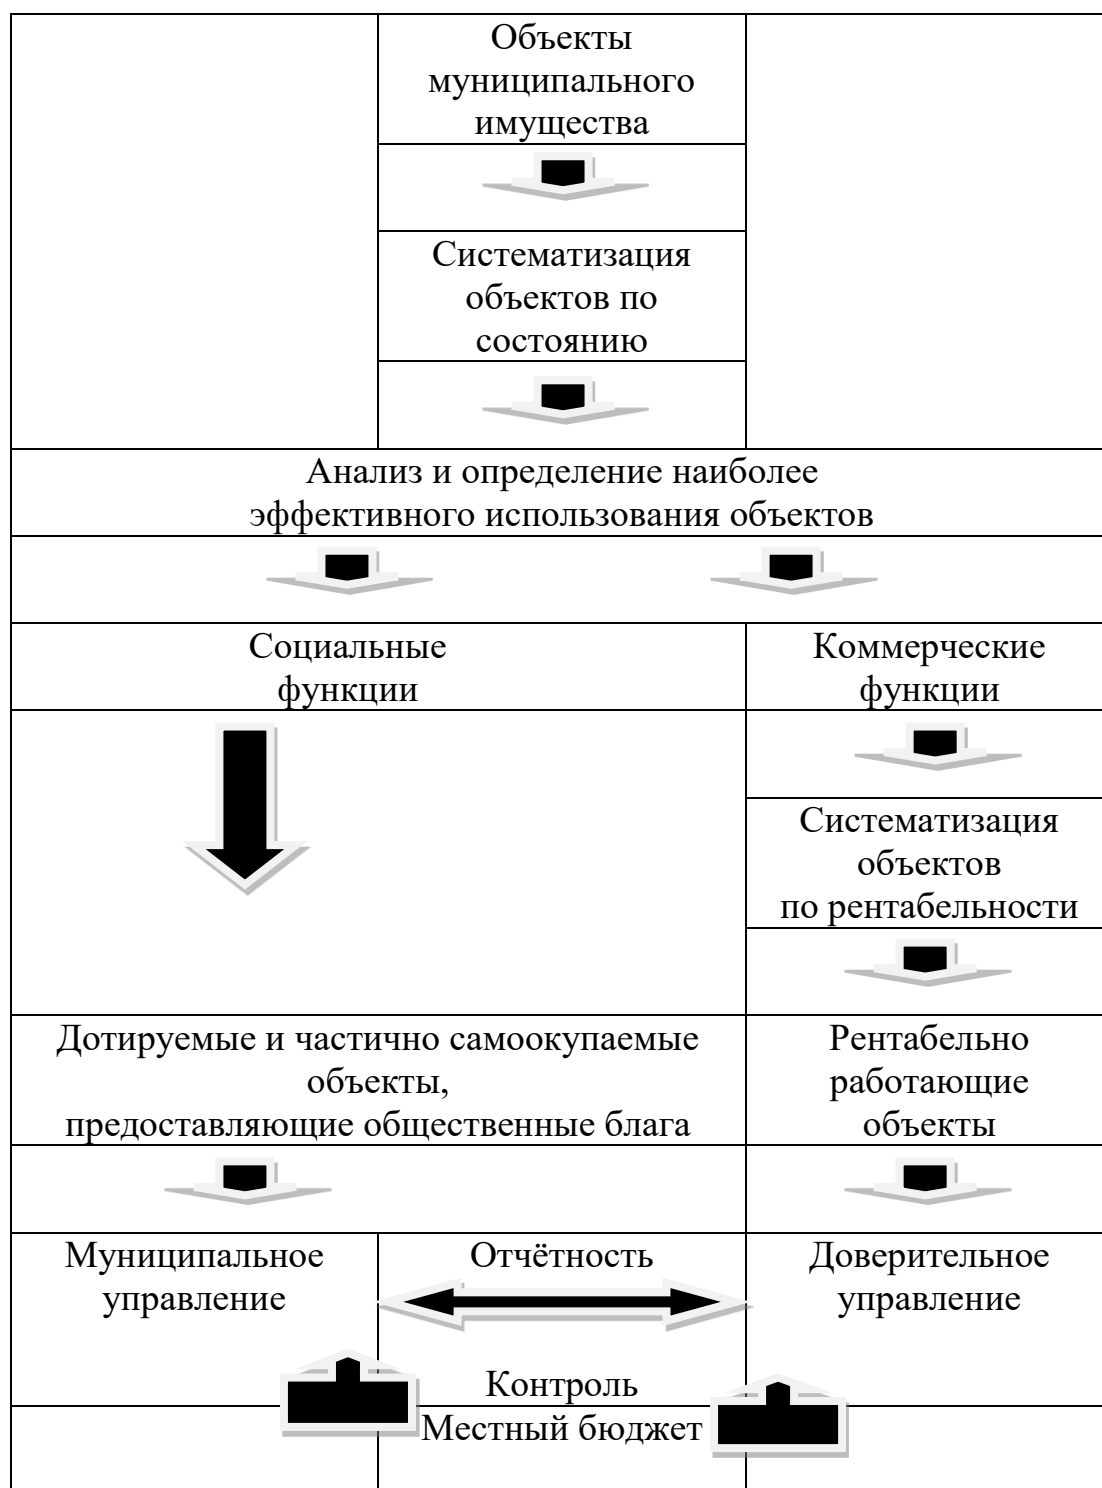 Объекты
муниципального
имущества
Систематизация
объектов по
состоянию
Анализ и определение наиболее
эффективного использования объектов
Социальные
функции
Коммерческие
функции
Систематизация
объектов
по рентабельности
Дотируемые и частично самоокупаемые
объекты,
предоставляющие общественные блага
Рентабельно
работающие
объекты
Муниципальное
управление
Отчётность
Контроль
Доверительное
управление
Местный бюджет